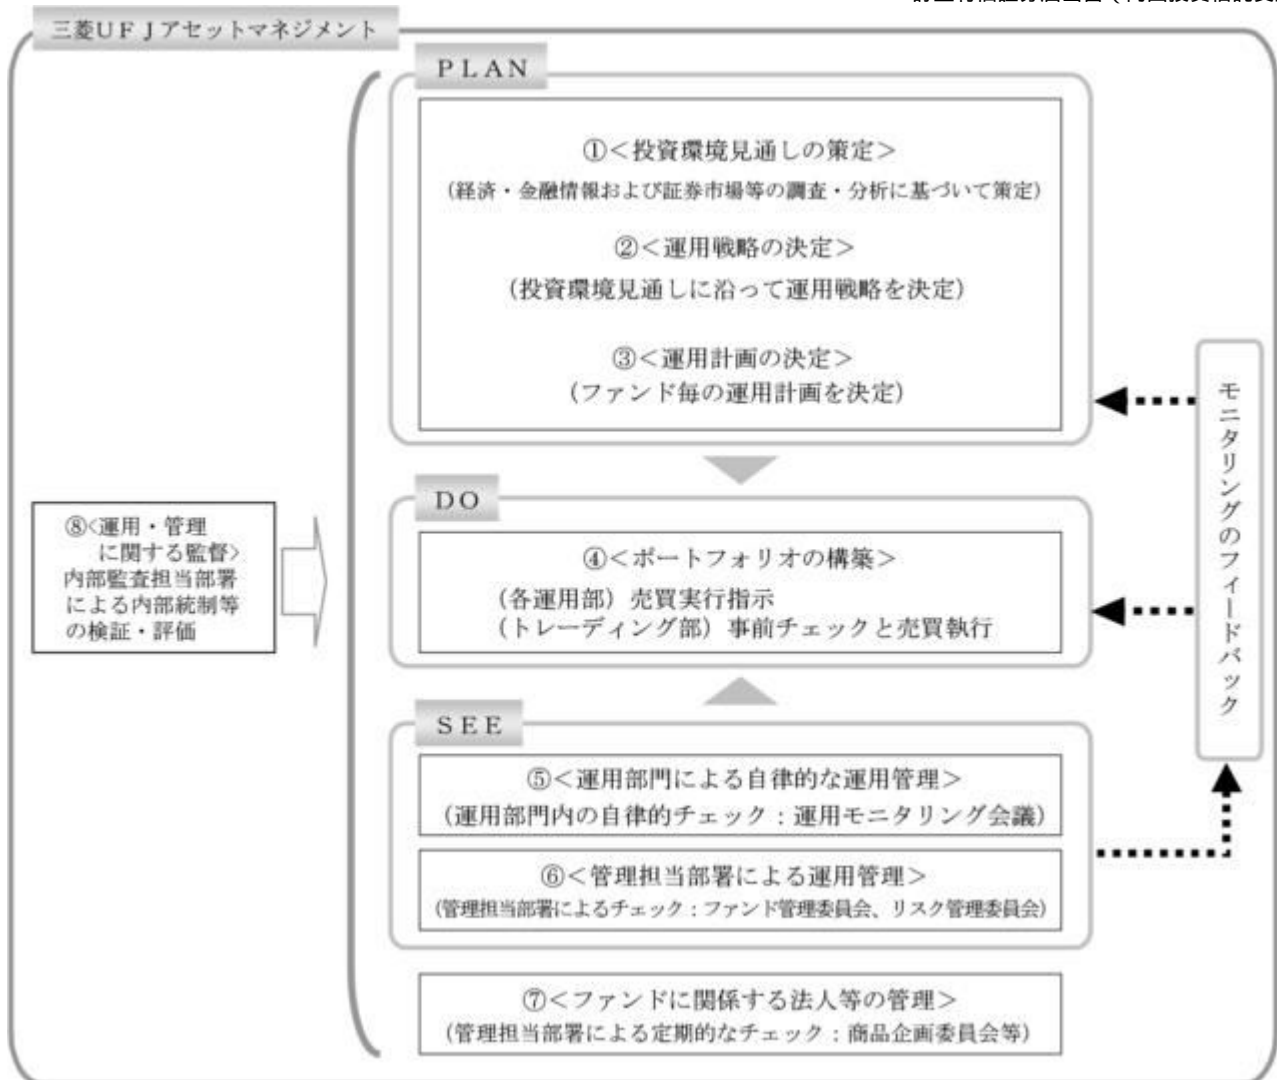 三菱UFJアセットマネジメント
PLAN
①<投資環境見通しの策定>
(経済・金融情報および証券市場等の調査・分析に基づいて策定)
②<運用戦略の決定>
(投資環境見通しに沿って運用戦略を決定)
③<運用計画の決定>
(ファンド毎の運用計画を決定)
DO
④<ポートフォリオの構築>
(各運用部)売買実行指示
(トレーディング部)事前チェックと売買執行
SEE
⑤<運用部門による自律的な運用管理>
(運用部門内の自律的チェック:運用モニタリング会議)
⑥<管理担当部署による運用管理>
(管理担当部署によるチェック:ファンド管理委員会、リスク管理委員会)
⑦<ファンドに関係する法人等の管理>
(管理担当部署による定期的なチェック:商品企画委員会等)
⑧<運用・管理
に関する監督>
内部監査担当部署
による内部統制等
の検証・評価
モニタリングのフィードバック